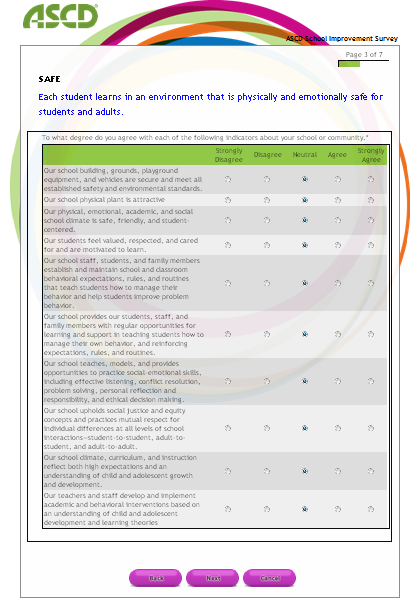 ASCD®
ASCD School Improvement Survey
Page 3 of 7
SAFE
Each student learns in an environment that is physically and emotionally safe for
students and adults.
To what degree do you agree with each of the following indicators about your school or community.*
Strongly Disagree Disagree Neutral Agree Strongly Agree
Our school building, grounds, playground
equipment, and vehicles are secure and meet all
established safety and environmental standards.
Our school physical plant is attractive
Our physical, emotional, academic, and social
school climate is safe, friendly, and student-
centered.
Our students feel valued, respected, and cared
for and are motivated to learn.
Our school staff, students, and family members
establish and maintain school and classroom
behavioral expectations, rules, and routines
that teach students how to manage their
behavior and help students improve problem
behavior.
Our school provides our students, staff, and
family members with regular opportunities for
learning and support in teaching students how to
manage their own behavior, and reinforcing
expectations, rules, and routines.
Our school teaches, models, and provides
opportunities to practice social-emotional skills,
including effective listening, conflict resolution,
problem solving, personal reflection and
responsibility, and ethical decision making.
Our school upholds social justice and equity
concepts and practices mutual respect for
individual differences at all levels of school
interactions-student-to-student, adult-to-
student, and adult-to-adult.
Our school climate, curriculum, and instruction
reflect both high expectations and an
understanding of child and adolescent growth
and development.
Our teachers and staff develop and implement
academic and behavioral interventions based on
an understanding of child and adolescent
development and learning theories
Back Next Cancel